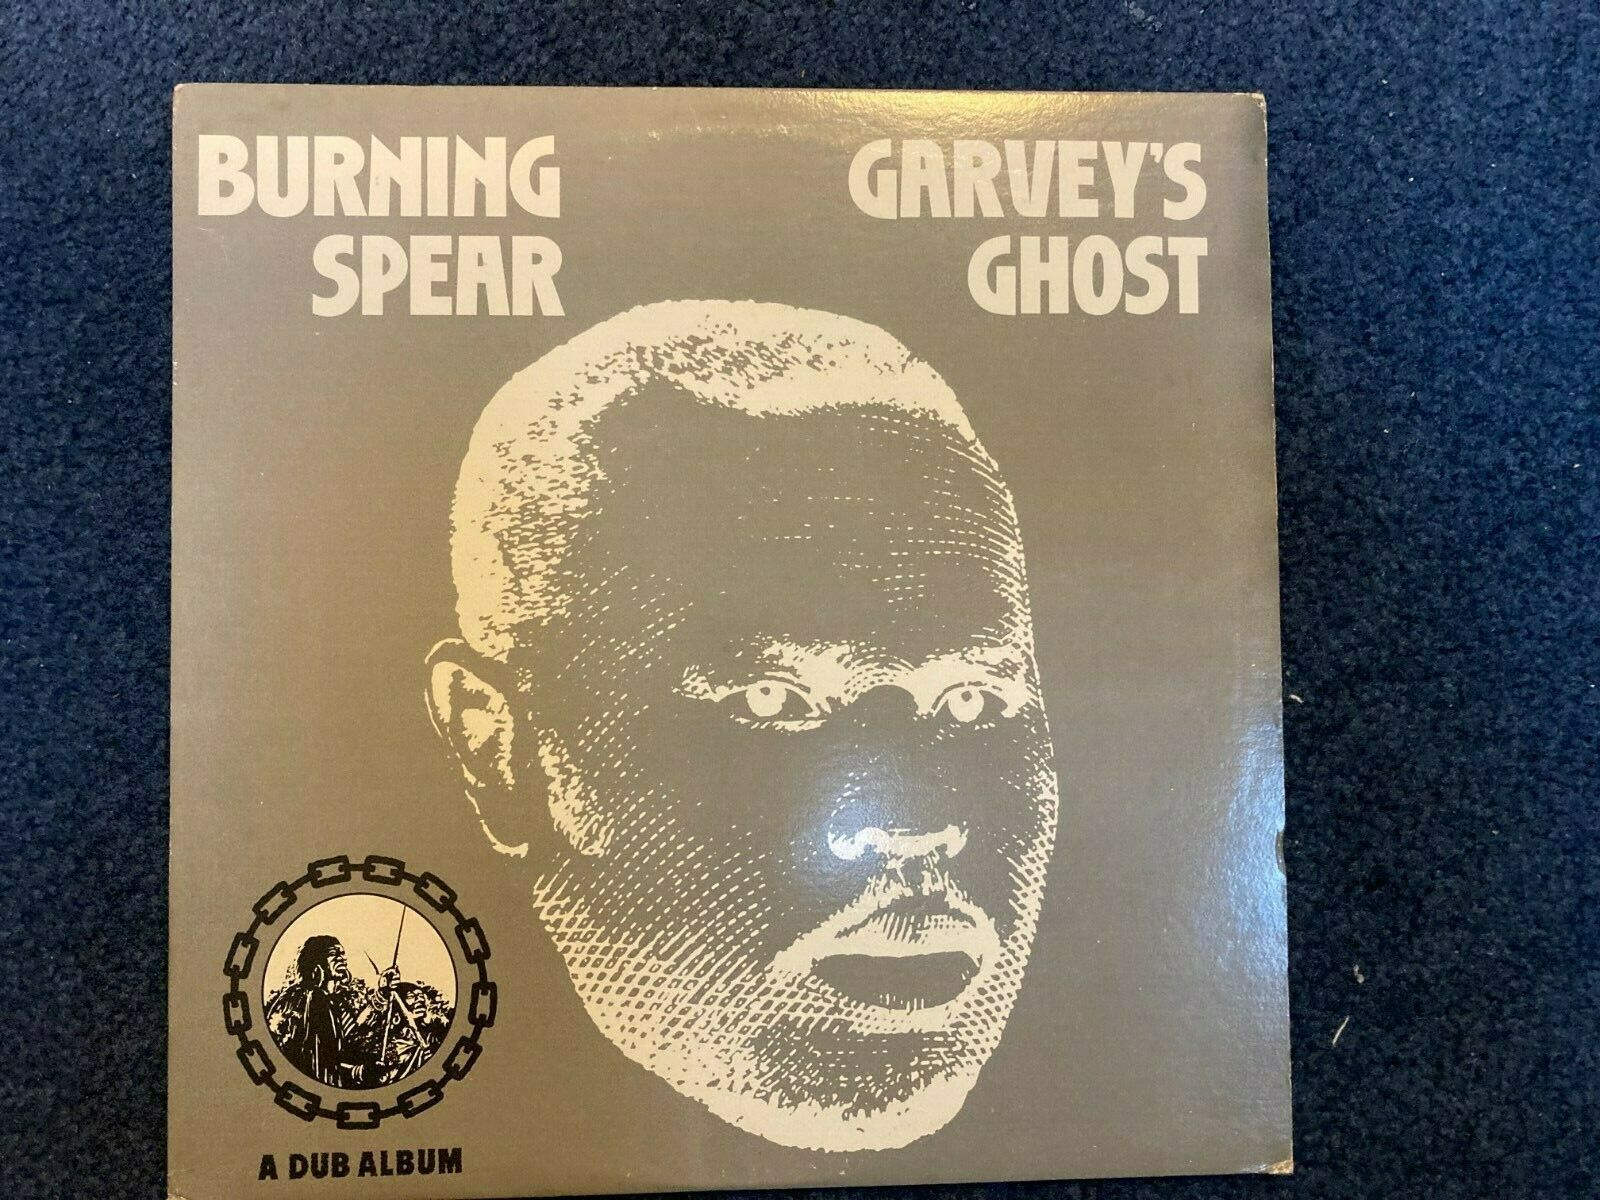 BURNING
SPEAR
GARVEY'S
GHOST
A DUB ALBUM